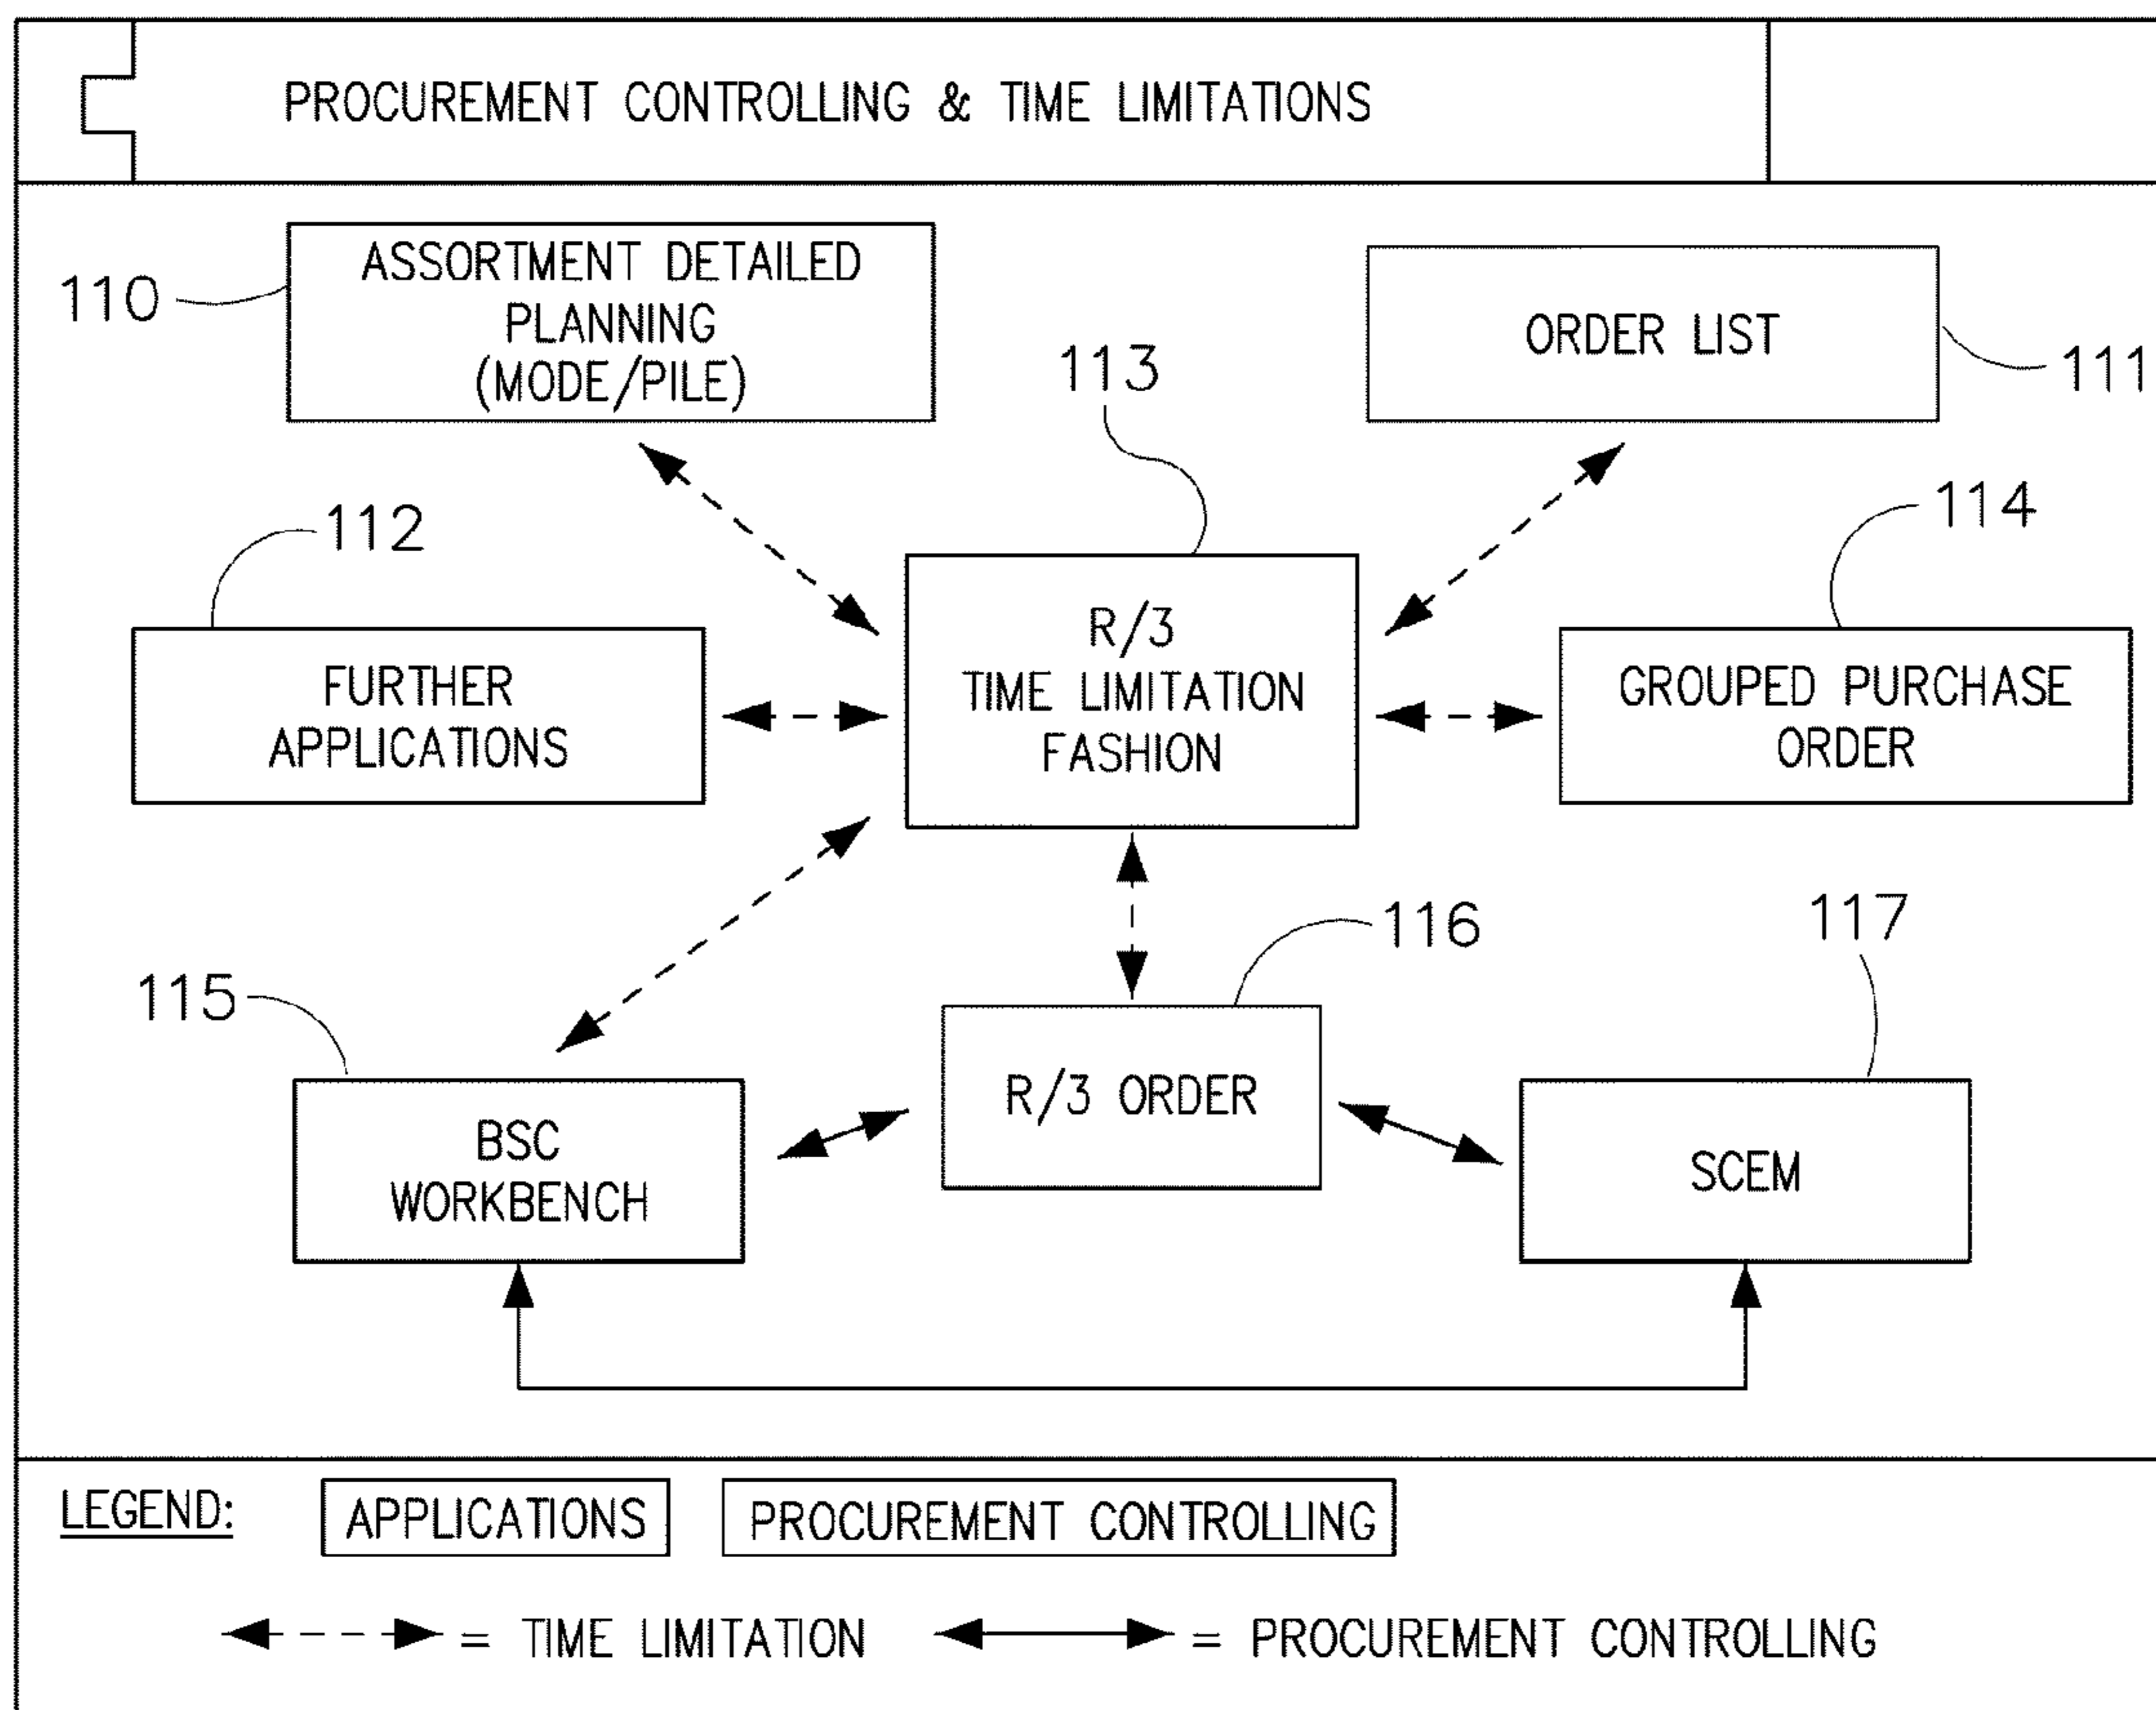 PROCUREMENT CONTROLLING & TIME LIMITATIONS
110
ASSORTMENT DETAILED
PLANNING
(MODE/PILE)
ORDER LIST
111
113
112
114
FURTHER
APPLICATIONS
R/3
TIME LIMITATION
FASHION
GROUPED PURCHASE
ORDER
115
116
117
BSC
WORKBENCH
R/3 ORDER
SCEM
LEGEND:
APPLICATIONS
PROCUREMENT CONTROLLING
= TIME LIMITATION
= PROCUREMENT CONTROLLING